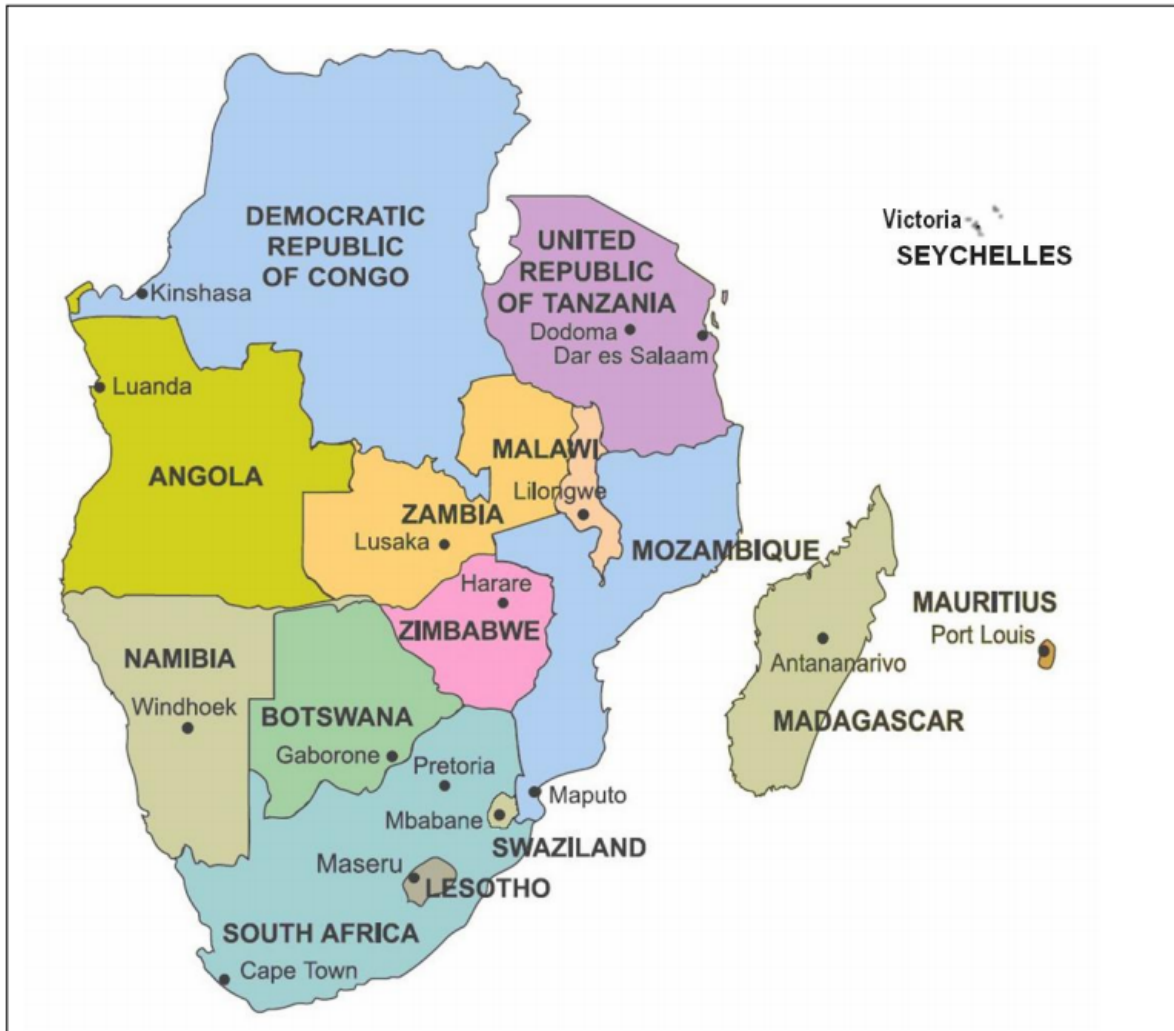 DEMOCRATIC
REPUBLIC
OF CONGO
Kinshasa
UNITED
REPUBLIC
OF TANZANIA
Dodoma
Dar es Salaam
Victoria
SEYCHELLES
Luanda
ANGOLA
MALAWI
Lilongwe
ZAMBIA
Lusaka
MOZAMBIQUE
Harare
ZIMBABWE
MAURITIUS
Port Louis
Antananarivo
MADAGASCAR
NAMIBIA
Windhoek
BOTSWANA
Gaborone
Pretoria
Maputo
Mbabane
SWAZILAND
Maseru
LESOTHO
SOUTH AFRICA
Cape Town